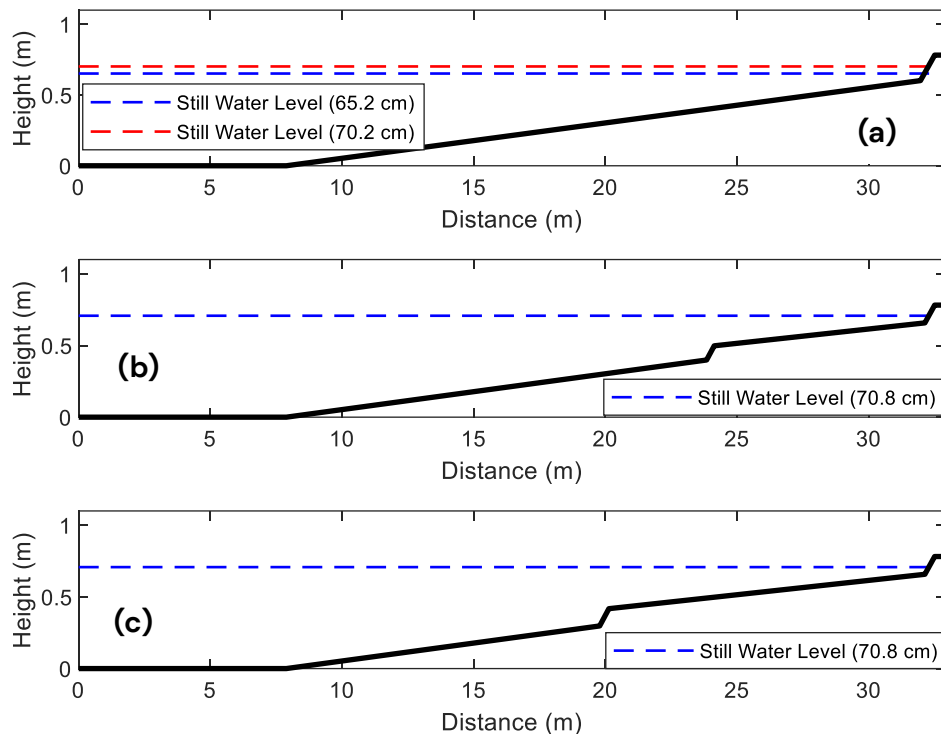 Height (m)
1
0.5
0
Still Water Level (65.2 cm)
Still Water Level (70.2 cm)
(a)
0 5 10 15 20 25 30
Distance (m)
Height (m)
1
0.5
0
(b)
Still Water Level (70.8 cm)
0 5 10 15 20 25 30
Distance (m)
Height (m)
1
0.5
0
(c)
Still Water Level (70.8 cm)
0 5 10 15 20 25 30
Distance (m)